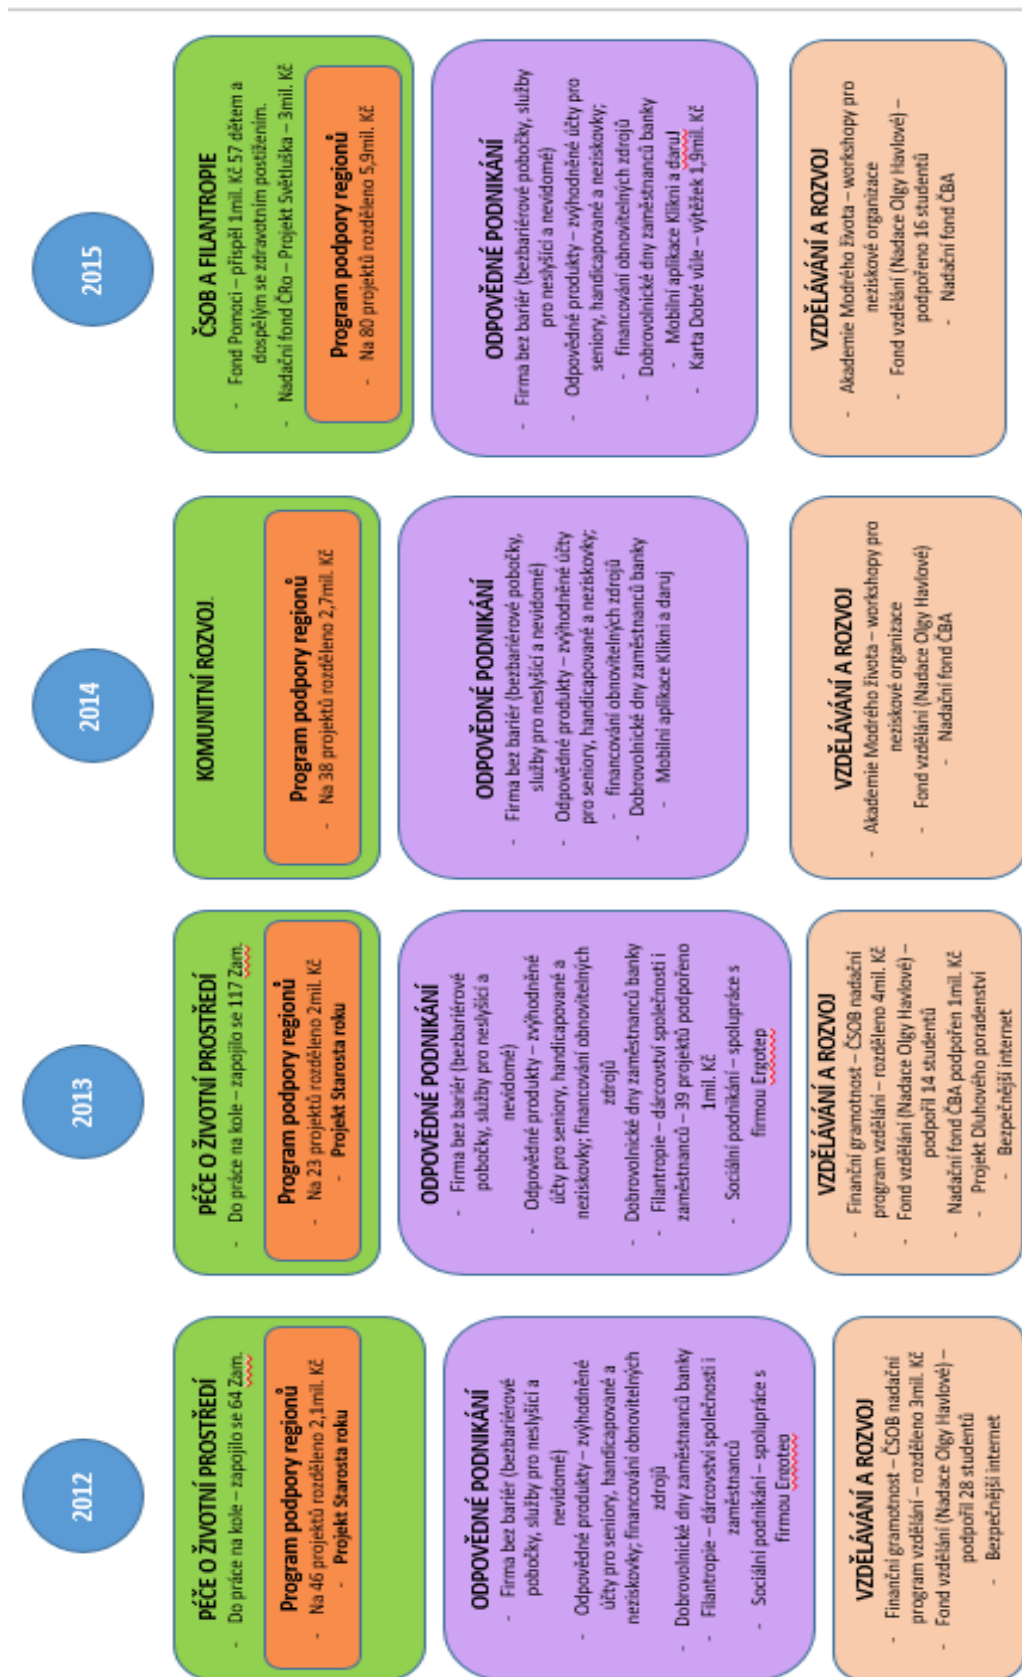 2012
PÉČE O ŽIVOTNÍ PROSTŘEDÍ
- Do práce na kole – zapojilo se 64 Zam.
Program podpory regionů
- Na 46 projektů rozděleno 2,1mil. Kč
- Projekt Starosta roku
ODPOVĚDNÉ PODNIKÁNÍ
- Firma bez bariér (bezbariérové
pobočky, služby pro neslyšící a
nevidomé)
- Odpovědné produkty – zvýhodněné
účty pro seniory, handicapované a
neziskovky; financování obnovitelných
zdrojů
- Dobrovolnické dny zaměstnanců banky
- Filantropie – dárcovství společnosti i
zaměstnanců
- Sociální podnikání – spolupráce s
firmou Ergotep
VZDĚLÁVÁNÍ A ROZVOJ
- Finanční gramotnost – ČSOB nadační
program vzdělání – rozděleno 3mil. Kč
- Fond vzdělání (Nadace Olgy Havlové) –
podpořil 28 studentů
- Bezpečnější internet
2013
PÉČE O ŽIVOTNÍ PROSTŘEDÍ
- Do práce na kole – zapojilo se 117 Zam.
Program podpory regionů
- Na 23 projektů rozděleno 2mil. Kč
- Projekt Starosta roku
ODPOVĚDNÉ PODNIKÁNÍ
- Firma bez bariér (bezbariérové
pobočky, služby pro neslyšící a
nevidomé)
- Odpovědné produkty – zvýhodněné
účty pro seniory, handicapované a
neziskovky; financování obnovitelných
zdrojů
- Dobrovolnické dny zaměstnanců banky
- Filantropie – dárcovství společnosti i
zaměstnanců – 39 projektů podpořeno
1mil. Kč
- Sociální podnikání – spolupráce s
firmou Ergotep
VZDĚLÁVÁNÍ A ROZVOJ
- Finanční gramotnost – ČSOB nadační
program vzdělání – rozděleno 4mil. Kč
- Fond vzdělání (Nadace Olgy Havlové) –
podpořil 14 studentů
- Nadační fond ČBA podpořen 1mil. Kč
- Projekt Dluhového poradenství
- Bezpečnější internet
2014
KOMUNITNÍ ROZVOJ.
Program podpory regionů
- Na 38 projektů rozděleno 2,7mil. Kč
ODPOVĚDNÉ PODNIKÁNÍ
- Firma bez bariér (bezbariérové pobočky,
služby pro neslyšící a nevidomé)
- Odpovědné produkty – zvýhodněné účty
pro seniory, handicapované a neziskovky;
- financování obnovitelných zdrojů
- Dobrovolnické dny zaměstnanců banky
- Mobilní aplikace Klikni a daruj
VZDĚLÁVÁNÍ A ROZVOJ
- Akademie Modrého života – workshopy pro
neziskové organizace
- Fond vzdělání (Nadace Olgy Havlové)
- Nadační fond ČBA
2015
ČSOB A FILANTROPIE
- Fond Pomoci – přispěl 1mil. Kč 57 dětem a
dospělým se zdravotním postižením.
- Nadační fond ČRo – Projekt Světluška – 3mil. Kč
Program podpory regionů
- Na 80 projektů rozděleno 5,9mil. Kč
ODPOVĚDNÉ PODNIKÁNÍ
- Firma bez bariér (bezbariérové pobočky, služby
pro neslyšící a nevidomé)
- Odpovědné produkty – zvýhodněné účty pro
seniory, handicapované a neziskovky;
- financování obnovitelných zdrojů
- Dobrovolnické dny zaměstnanců banky
- Mobilní aplikace Klikni a daruJ
- Karta Dobré vůle – výtěžek 1,9mil. Kč
VZDĚLÁVÁNÍ A ROZVOJ
- Akademie Modrého života – workshopy pro
neziskové organizace
- Fond vzdělání (Nadace Olgy Havlové) –
podpořeno 16 studentů
- Nadační fond ČBA